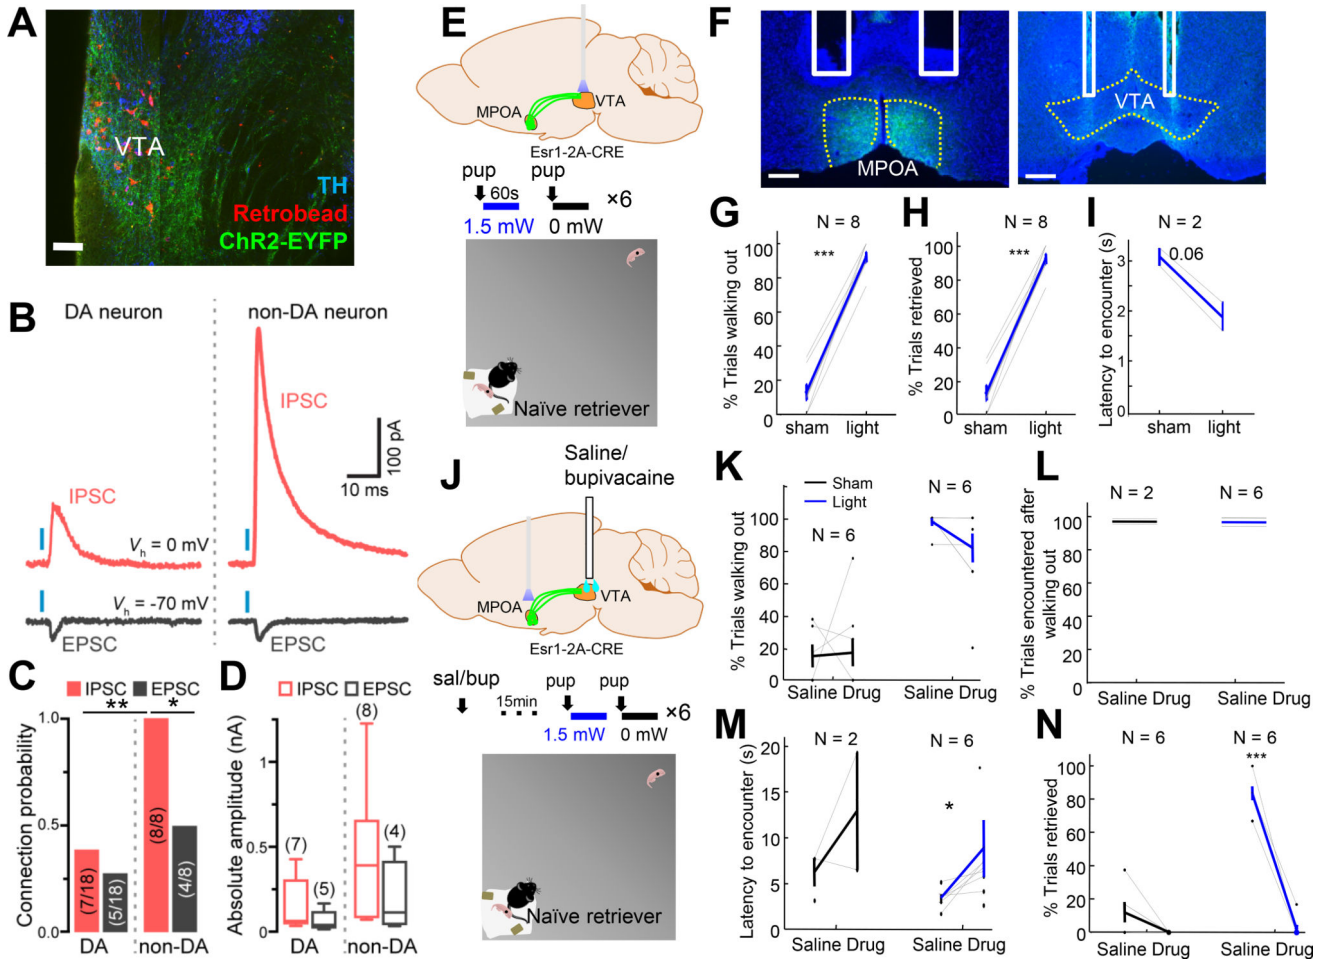 A
VTA
TH
Retrobead
ChR2-EYFP
B
DA neuron
non-DA neuron
IPSC
IPSC
100 pA
10 ms
Vh = 0 mV
Vh = -70 mV
EPSC
EPSC
C
IPSC EPSC
** *
Connection probability
1.0
0.5
0.0
(7/18)
(5/18)
(8/8)
(4/8)
DA non-DA
D
IPSC EPSC
Absolute amplitude (nA)
1
0.5
0
(7)
(5)
(8)
(4)
DA non-DA
E
MPOA
VTA
Esr1-2A-CRE
pup pup
60s
×6
1.5 mW 0 mW
Naïve retriever
F
MPOA
VTA
G
N = 8
***
% Trials walking out
100
80
60
40
20
0
sham light
H
N = 8
***
% Trials retrieved
100
80
60
40
20
0
sham light
I
N = 2
0.06
Latency to encounter (s)
3
2
1
0
sham light
J
Saline/
bupivacaine
MPOA
VTA
Esr1-2A-CRE
sal/bup
15min
pup pup
×6
1.5 mW 0 mW
Naïve retriever
K
Sham
Light
N = 6
N = 6
% Trials walking out
100
80
60
40
20
0
Saline Drug Saline Drug
L
N = 2 N = 6
% Trials encountered after
walking out
100
80
60
40
20
0
Saline Drug Saline Drug
M
N = 2 N = 6
*
Latency to encounter (s)
20
15
10
5
0
Saline Drug Saline Drug
N
N = 6 N = 6
***
% Trials retrieved
100
80
60
40
20
0
Saline Drug Saline Drug